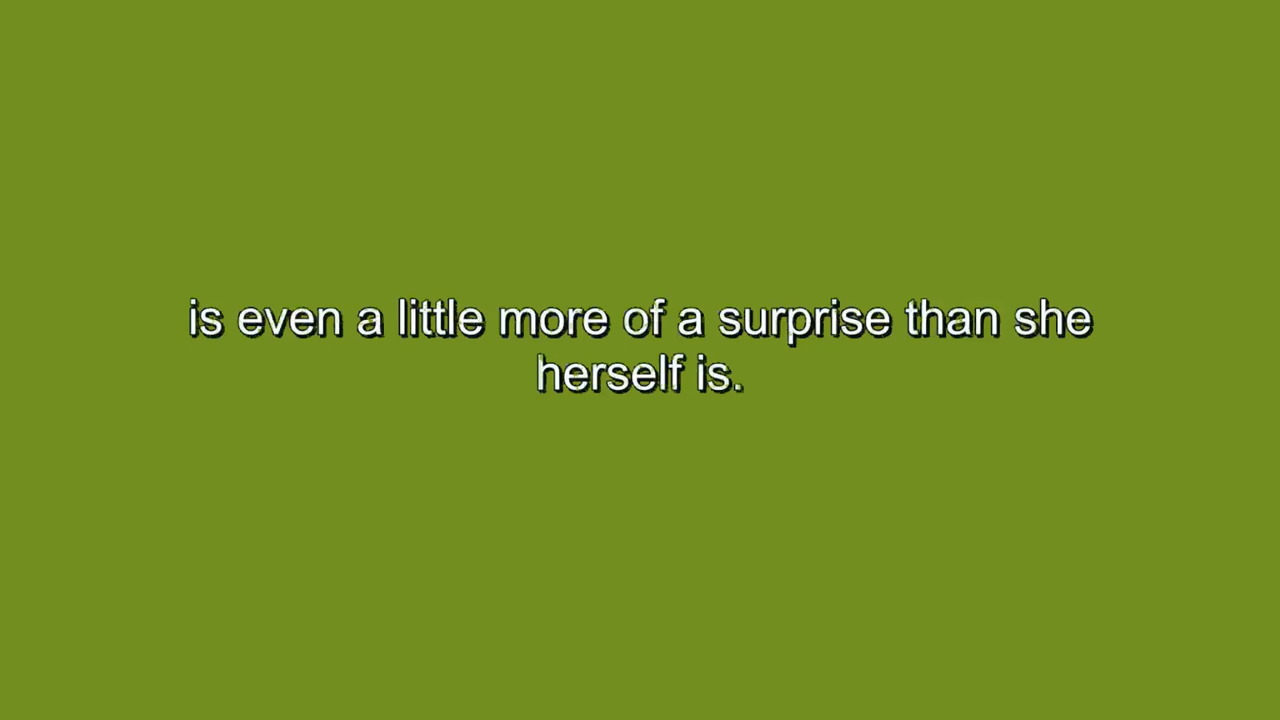 is even a little more of a surprise than she
herself is.